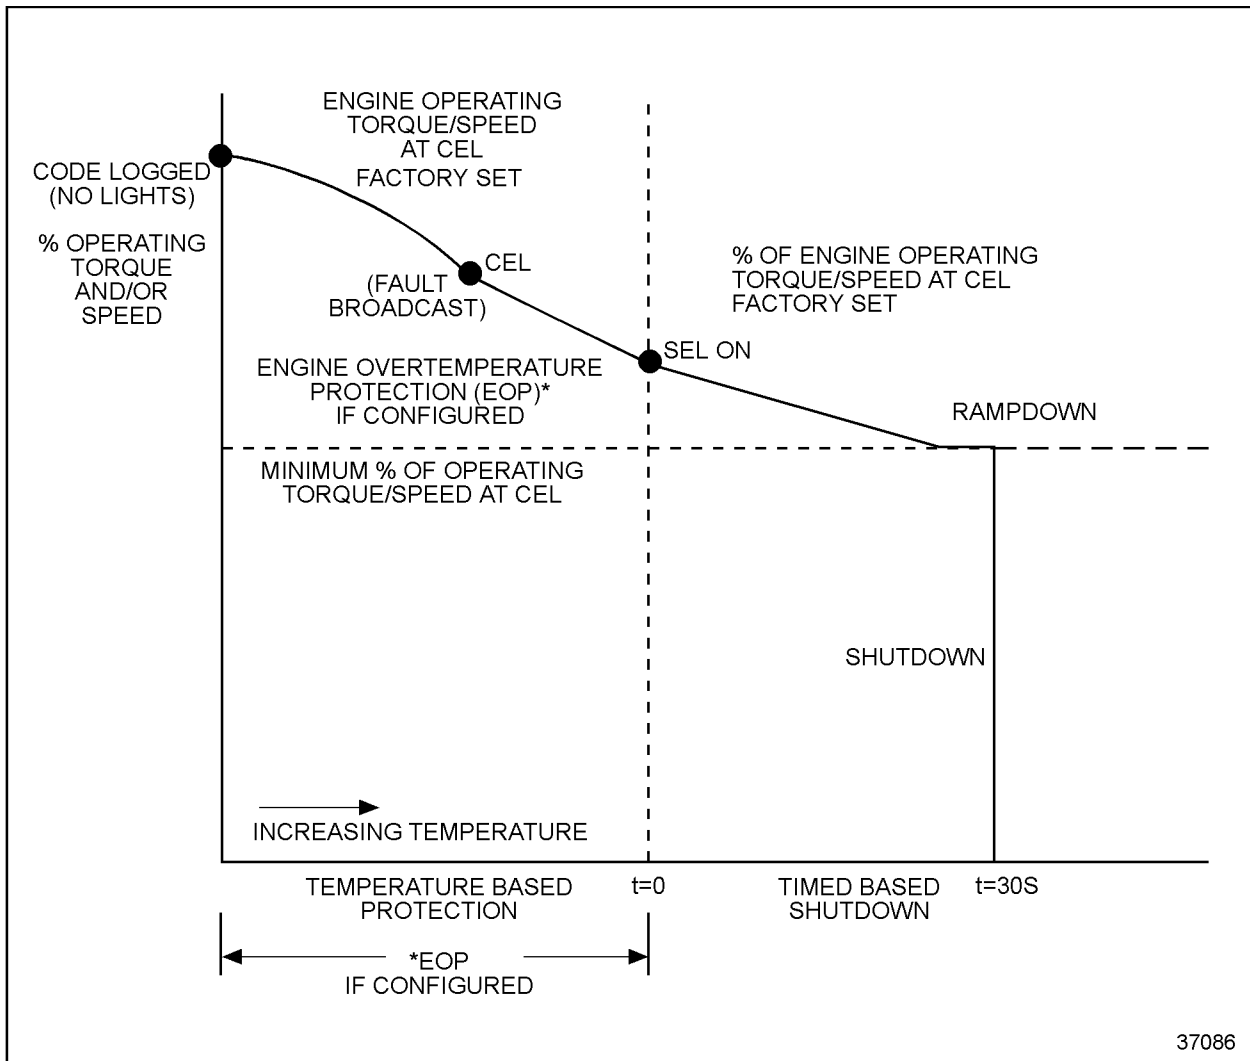 ENGINE OPERATING
TORQUE/SPEED
AT CEL
FACTORY SET
CODE LOGGED
(NO LIGHTS)
% OPERATING
TORQUE
AND/OR
SPEED
CEL
(FAULT
BROADCAST)
% OF ENGINE OPERATING
TORQUE/SPEED AT CEL
FACTORY SET
SEL ON
ENGINE OVERTEMPERATURE
PROTECTION (EOP)*
IF CONFIGURED
RAMPDOWN
MINIMUM % OF OPERATING
TORQUE/SPEED AT CEL
SHUTDOWN
INCREASING TEMPERATURE
TEMPERATURE BASED
PROTECTION
t=0
TIMED BASED
SHUTDOWN
t=30S
*EOP
IF CONFIGURED
37086